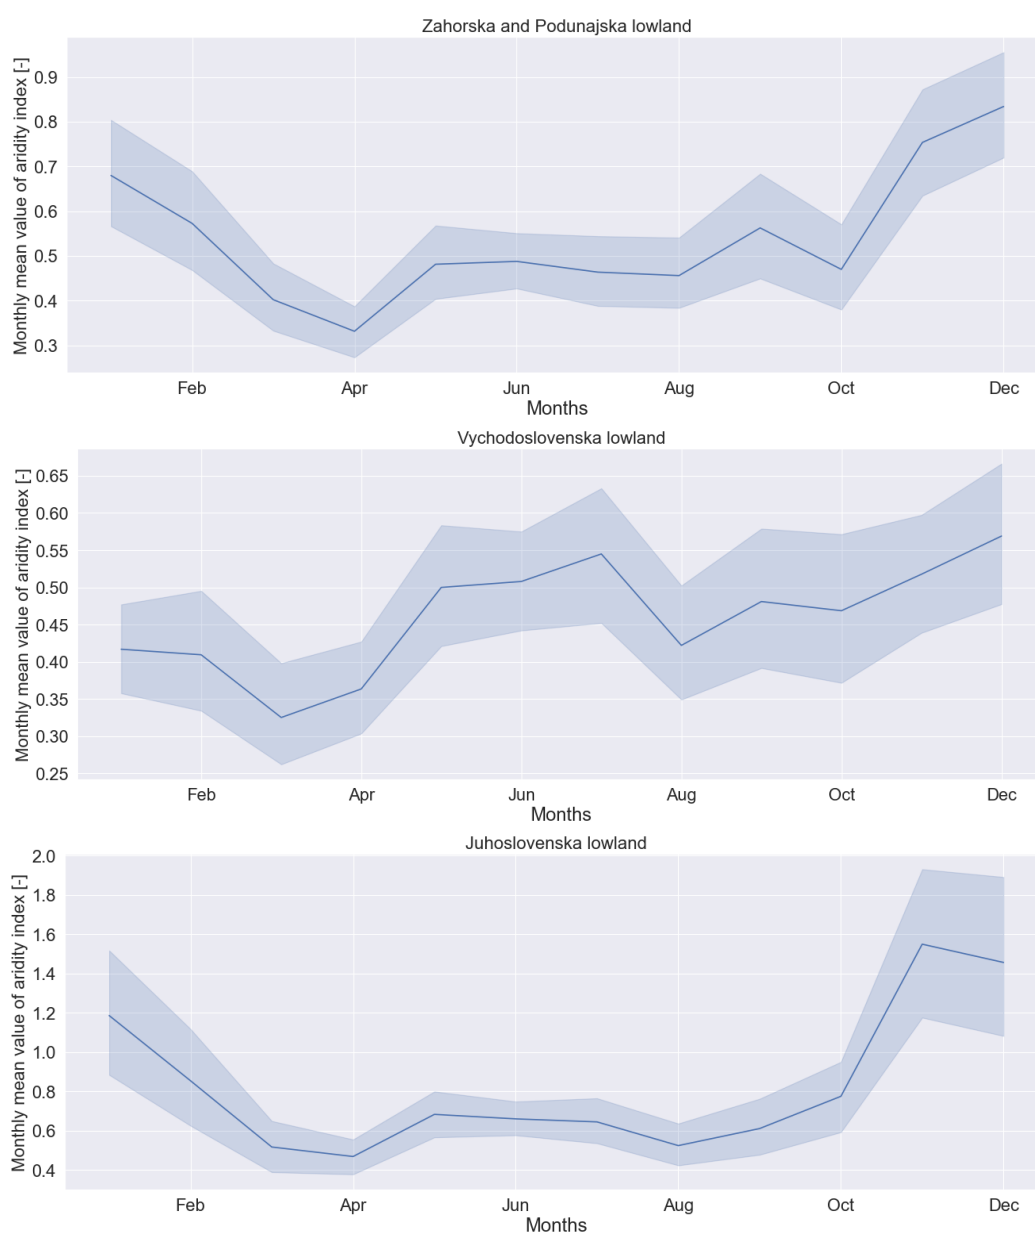 Zahorska and Podunajska lowland
Monthly mean value of aridity index [-]
0.9
0.8
0.7
0.6
0.5
0.4
0.3
Feb Apr Jun Aug Oct Dec
Months
Vychodoslovenska lowland
Monthly mean value of aridity index [-]
0.65
0.60
0.55
0.50
0.45
0.40
0.35
0.30
0.25
Feb Apr Jun Aug Oct Dec
Months
Juhoslovenska lowland
Monthly mean value of aridity index [-]
2.0
1.8
1.6
1.4
1.2
1.0
0.8
0.6
0.4
Feb Apr Jun Aug Oct Dec
Months